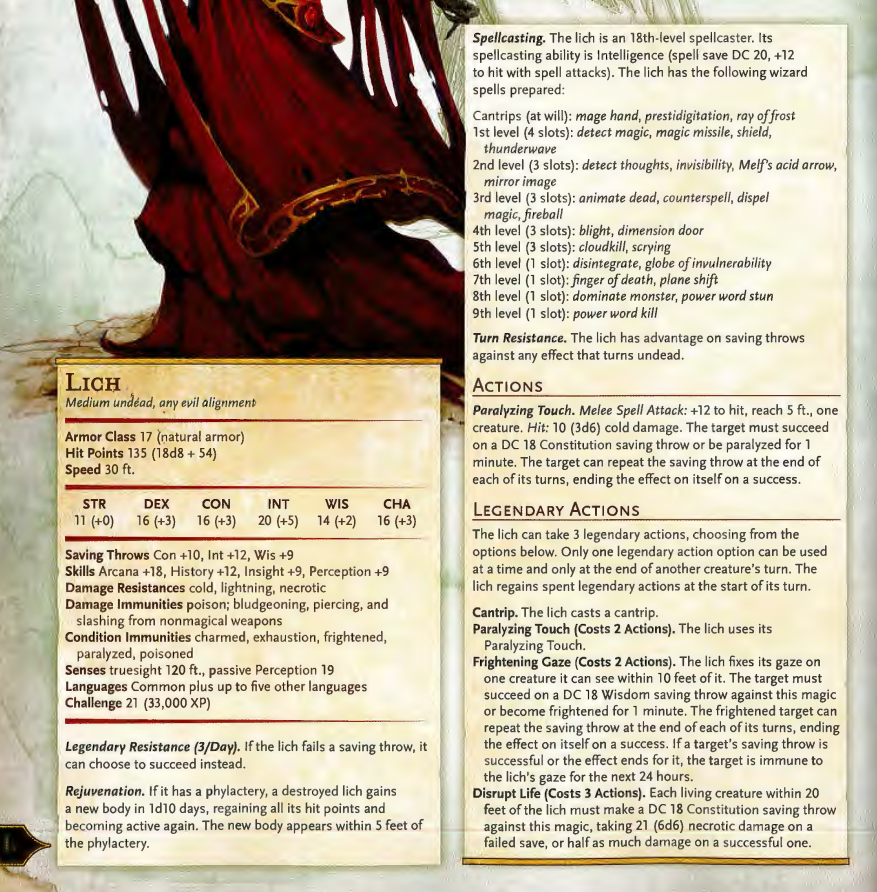 LICH
Medium undead, any evil alignment
Armor Class 17 (natural armor)
Hit Points 135 (18d8 + 54)
Speed 30 ft.
STR DEX CON INT WIS CHA
11 (+0) 16 (+3) 16 (+3) 20 (+5) 14 (+2) 16 (+3)
Saving Throws Con +10, Int +12, Wis +9
Skills Arcana +18, History +12, Insight +9, Perception +9
Damage Resistances cold, lightning, necrotic
Damage Immunities poison; bludgeoning, piercing, and
slashing from nonmagical weapons
Condition Immunities charmed, exhaustion, frightened,
paralyzed, poisoned
Senses truesight 120 ft., passive Perception 19
Languages Common plus up to five other languages
Challenge 21 (33,000 XP)
Legendary Resistance (3/Day). If the lich fails a saving throw, it
can choose to succeed instead.
Rejuvenation. If it has a phylactery, a destroyed lich gains
a new body in 1d10 days, regaining all its hit points and
becoming active again. The new body appears within 5 feet of
the phylactery.
Spellcasting. The lich is an 18th-level spellcaster. Its
spellcasting ability is Intelligence (spell save DC 20, +12
to hit with spell attacks). The lich has the following wizard
spells prepared:
Cantrips (at will): mage hand, prestidigitation, ray of frost
1st level (4 slots): detect magic, magic missile, shield,
thunderwave
2nd level (3 slots): detect thoughts, invisibility, Melf's acid arrow,
mirror image
3rd level (3 slots): animate dead, counterspell, dispel
magic, fireball
4th level (3 slots): blight, dimension door
5th level (3 slots): cloudkill, scrying
6th level (1 slot): disintegrate, globe of invulnerability
7th level (1 slot): finger of death, plane shift
8th level (1 slot): dominate monster, power word stun
9th level (1 slot): power word kill
Turn Resistance. The lich has advantage on saving throws
against any effect that turns undead.
ACTIONS
Paralyzing Touch. Melee Spell Attack: +12 to hit, reach 5 ft., one
creature. Hit: 10 (3d6) cold damage. The target must succeed
on a DC 18 Constitution saving throw or be paralyzed for 1
minute. The target can repeat the saving throw at the end of
each of its turns, ending the effect on itself on a success.
LEGENDARY ACTIONS
The lich can take 3 legendary actions, choosing from the
options below. Only one legendary action option can be used
at a time and only at the end of another creature's turn. The
lich regains spent legendary actions at the start of its turn.
Cantrip. The lich casts a cantrip.
Paralyzing Touch (Costs 2 Actions). The lich uses its
Paralyzing Touch.
Frightening Gaze (Costs 2 Actions). The lich fixes its gaze on
one creature it can see within 10 feet of it. The target must
succeed on a DC 18 Wisdom saving throw against this magic
or become frightened for 1 minute. The frightened target can
repeat the saving throw at the end of each of its turns, ending
the effect on itself on a success. If a target's saving throw is
successful or the effect ends for it, the target is immune to
the lich's gaze for the next 24 hours.
Disrupt Life (Costs 3 Actions). Each living creature within 20
feet of the lich must make a DC 18 Constitution saving throw
against this magic, taking 21 (6d6) necrotic damage on a
failed save, or half as much damage on a successful one.